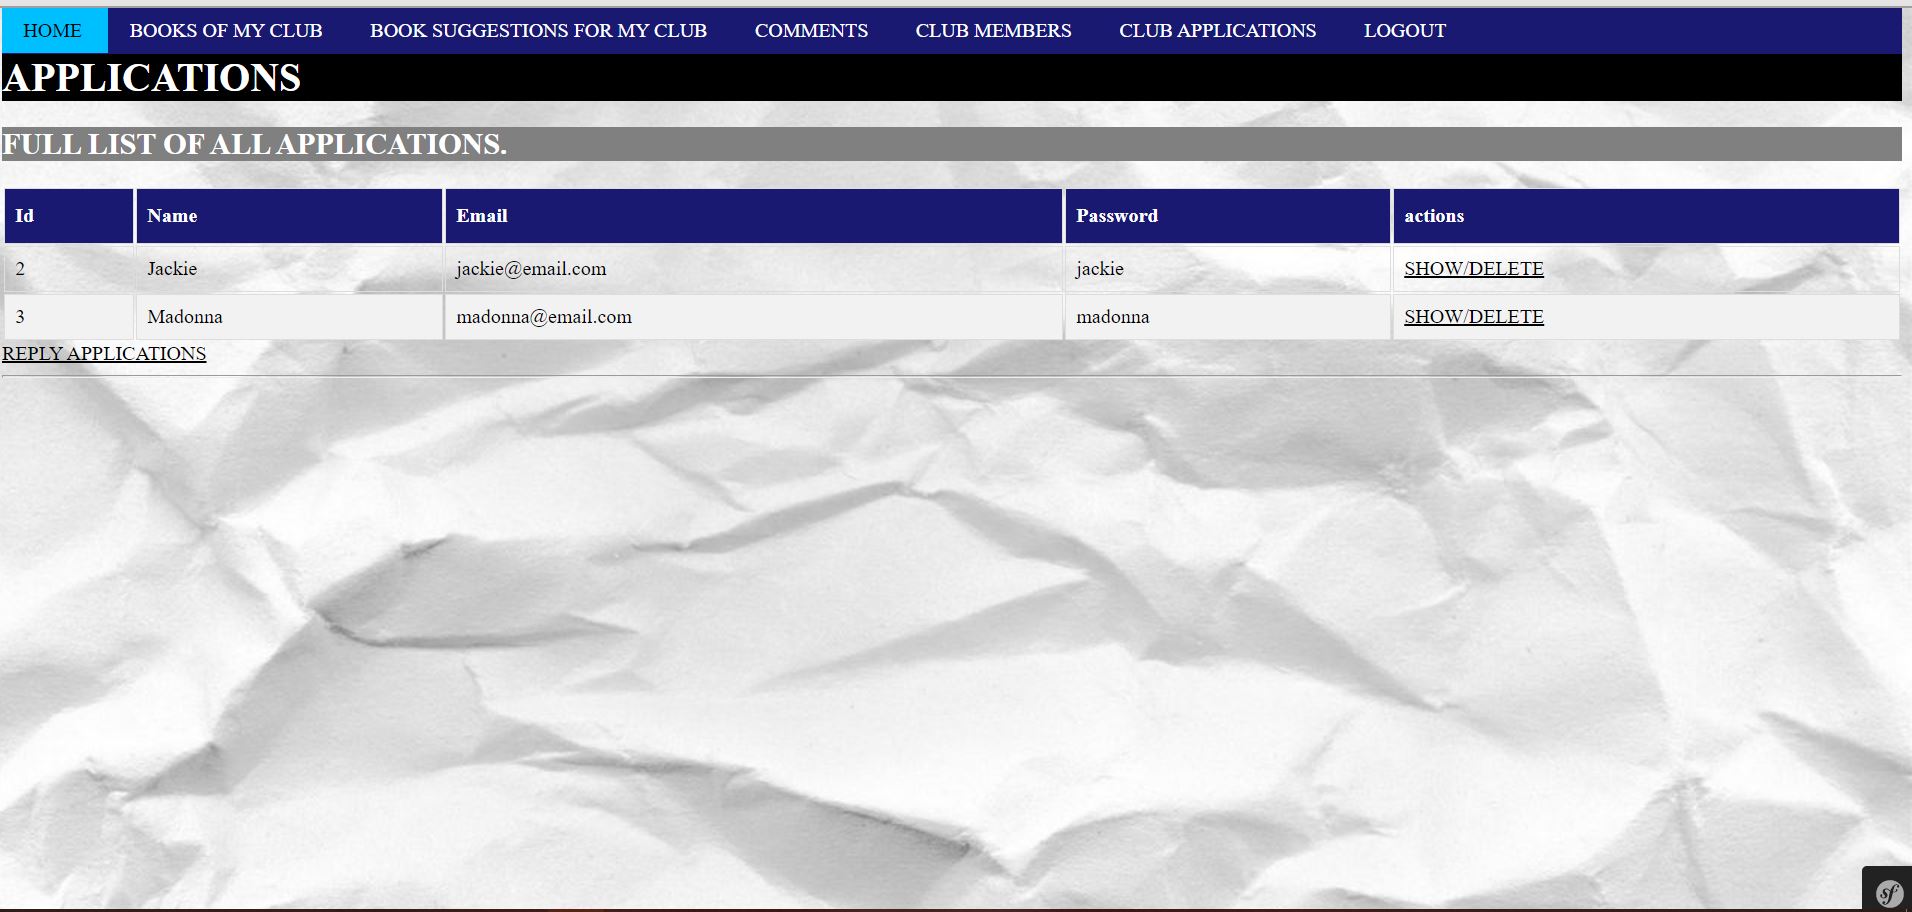 HOME BOOKS OF MY CLUB BOOK SUGGESTIONS FOR MY CLUB COMMENTS CLUB MEMBERS CLUB APPLICATIONS LOGOUT
APPLICATIONS
FULL LIST OF ALL APPLICATIONS.
Id Name Email Password actions
2 Jackie jackie@email.com jackie SHOW/DELETE
3 Madonna madonna@email.com madonna SHOW/DELETE
REPLY APPLICATIONS
sf